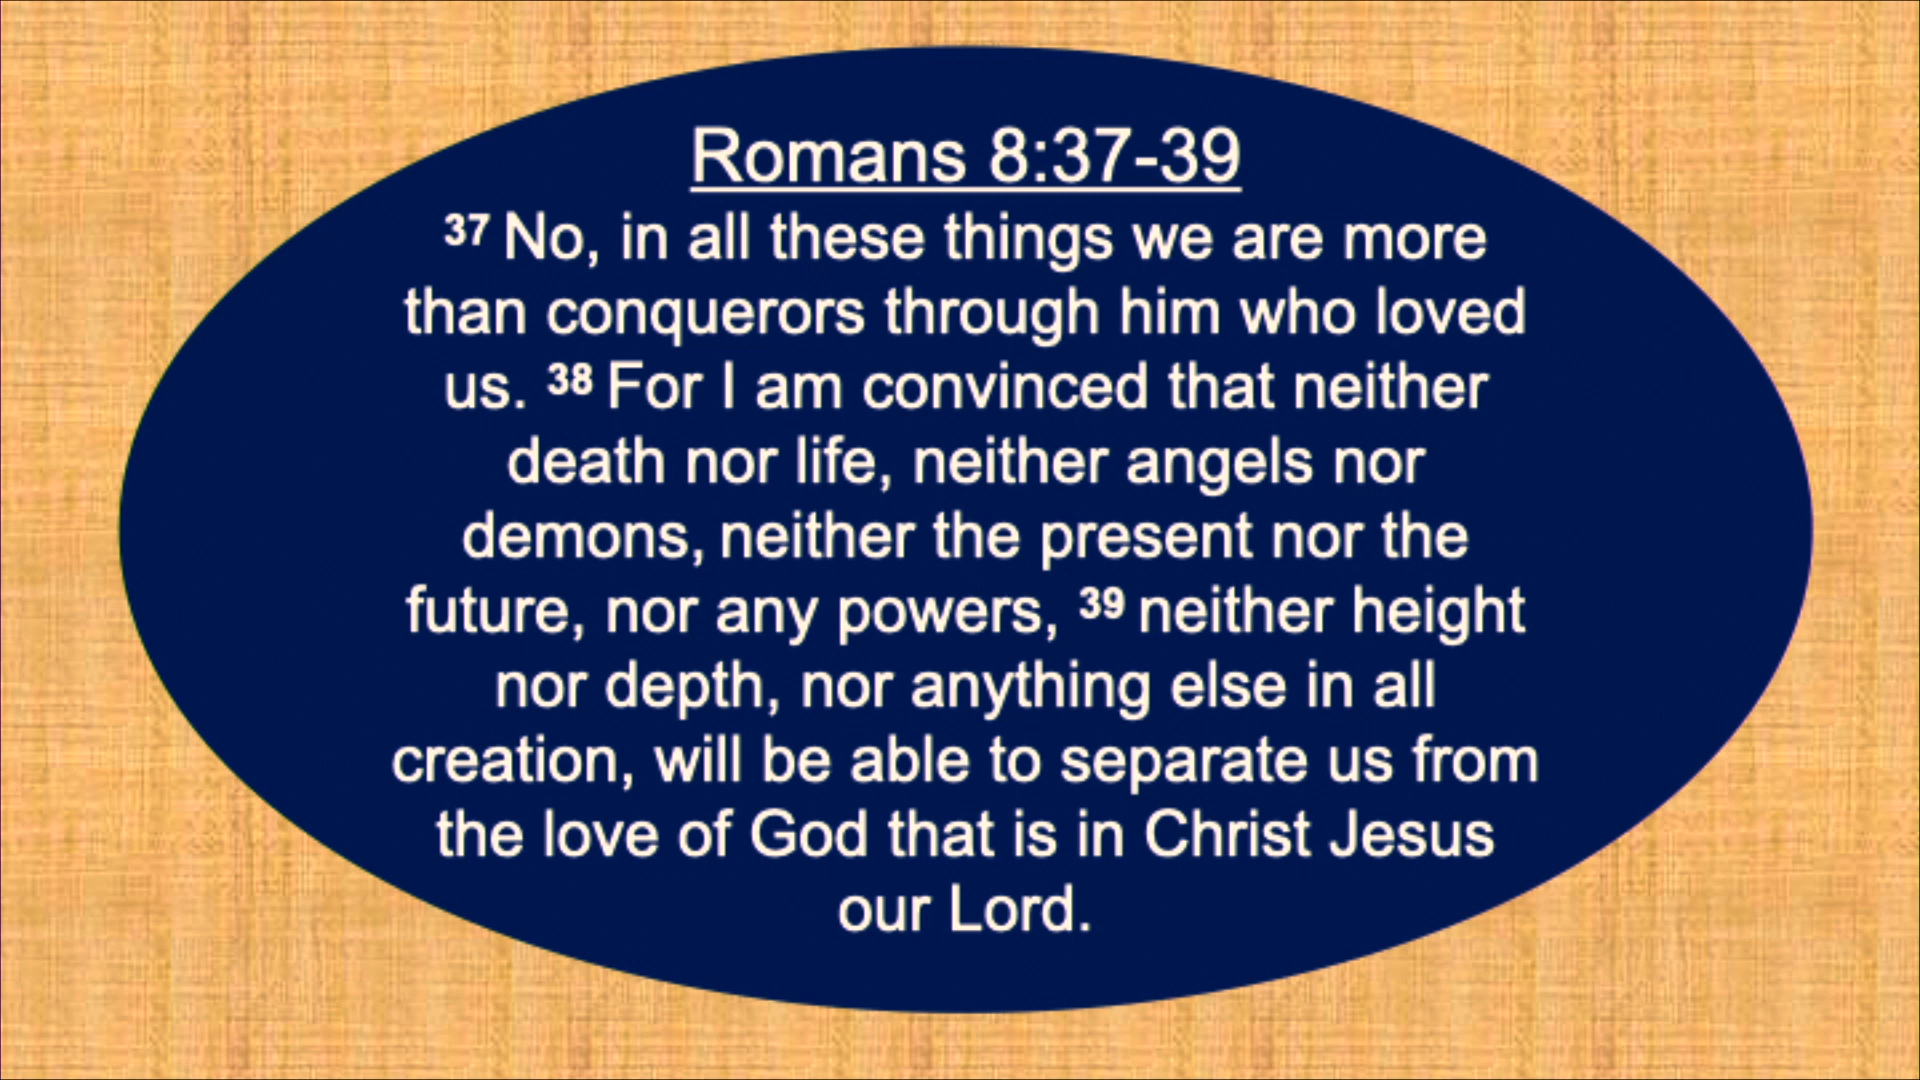 Romans 8:37-39
37 No, in all these things we are more
than conquerors through him who loved
us. 38 For I am convinced that neither
death nor life, neither angels nor
demons, neither the present nor the
future, nor any powers, 39 neither height
nor depth, nor anything else in all
creation, will be able to separate us from
the love of God that is in Christ Jesus
our Lord.